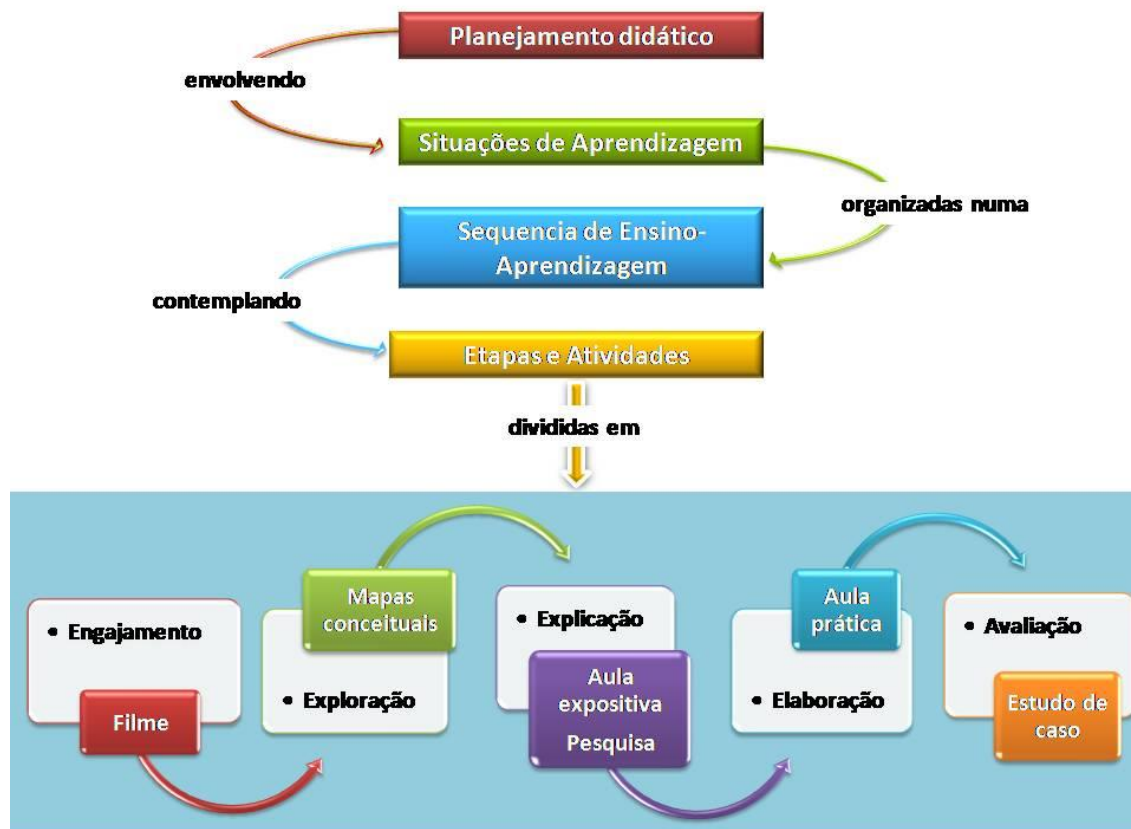 Planejamento didático
envolvendo
Situações de Aprendizagem
organizadas numa
Sequencia de Ensino-
Aprendizagem
contemplando
Etapas e Atividades
divididas em
• Engajamento
Filme
Mapas
conceituais
• Exploração
• Explicação
Aula
expositiva
Pesquisa
Aula
prática
• Elaboração
• Avaliação
Estudo de
caso